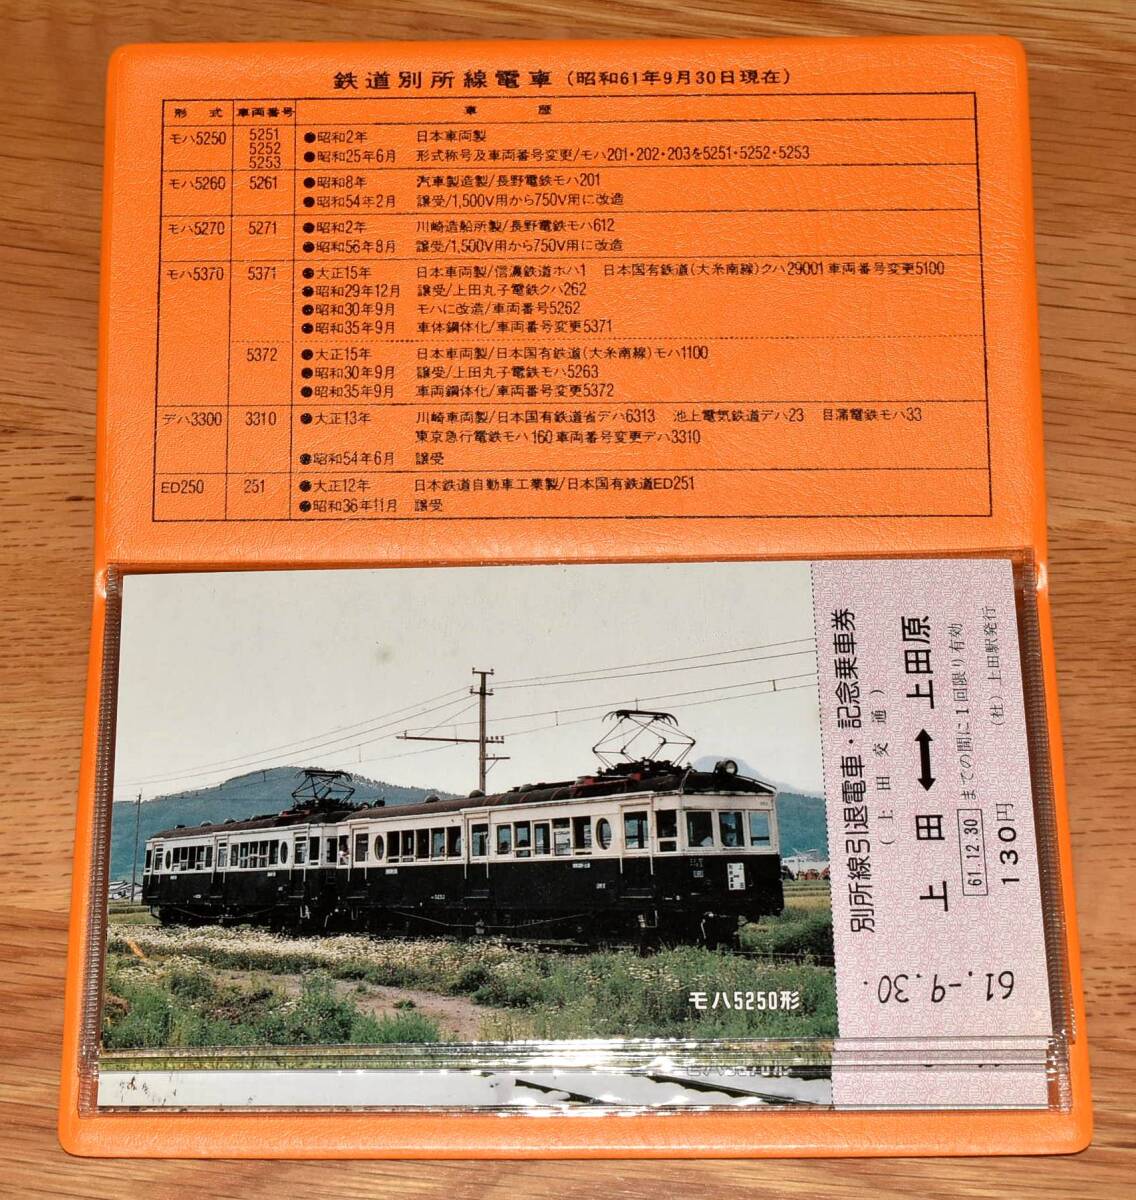 鉄道別所線電車(昭和61年9月30日現在)
形 式 車両番号 車 歴
モハ5250 5251 ●昭和2年 日本車両製
5252
5253 ●昭和25年6月 形式称号及車両番号変更/モハ201・202・203を5251・5252・5253
モハ5260 5261 ●昭和8年 汽車製造製/長野電鉄モハ201
●昭和54年2月 譲受/1,500V用から750V用に改造
モハ5270 5271 ●昭和2年 川崎造船所製/長野電鉄モハ612
●昭和56年8月 譲受/1,500V用から750V用に改造
モハ5370 5371 ●大正15年 日本車両製/信濃鉄道ホハ1 日本国有鉄道(大糸南線)クハ29001車両番号変更5100
●昭和29年12月 譲受/上田丸子電鉄クハ262
●昭和30年9月 モハに改造/車両番号5262
●昭和35年9月 車体鋼体化/車両番号変更5371
5372 ●大正15年 日本車両製/日本国有鉄道(大糸南線)モハ1100
●昭和30年9月 譲受/上田丸子電鉄モハ5263
●昭和35年9月 車両鋼体化/車両番号変更5372
デハ3300 3310 ●大正13年 川崎車両製/日本国有鉄道省デハ6313 池上電気鉄道デハ23 目蒲電鉄モハ33
東京急行電鉄モハ160車両番号変更デハ3310
●昭和54年6月 譲受
ED250 251 ●大正12年 日本鉄道自動車工業製/日本国有鉄道ED251
●昭和36年11月 譲受
モハ5250形
別所線引退電車・記念乗車券
(上田交通)
上田⟷上田原
61.12.30までの間に1回限り有効
130円 (社)上田駅発行
61.-9.30.
モハ5370形